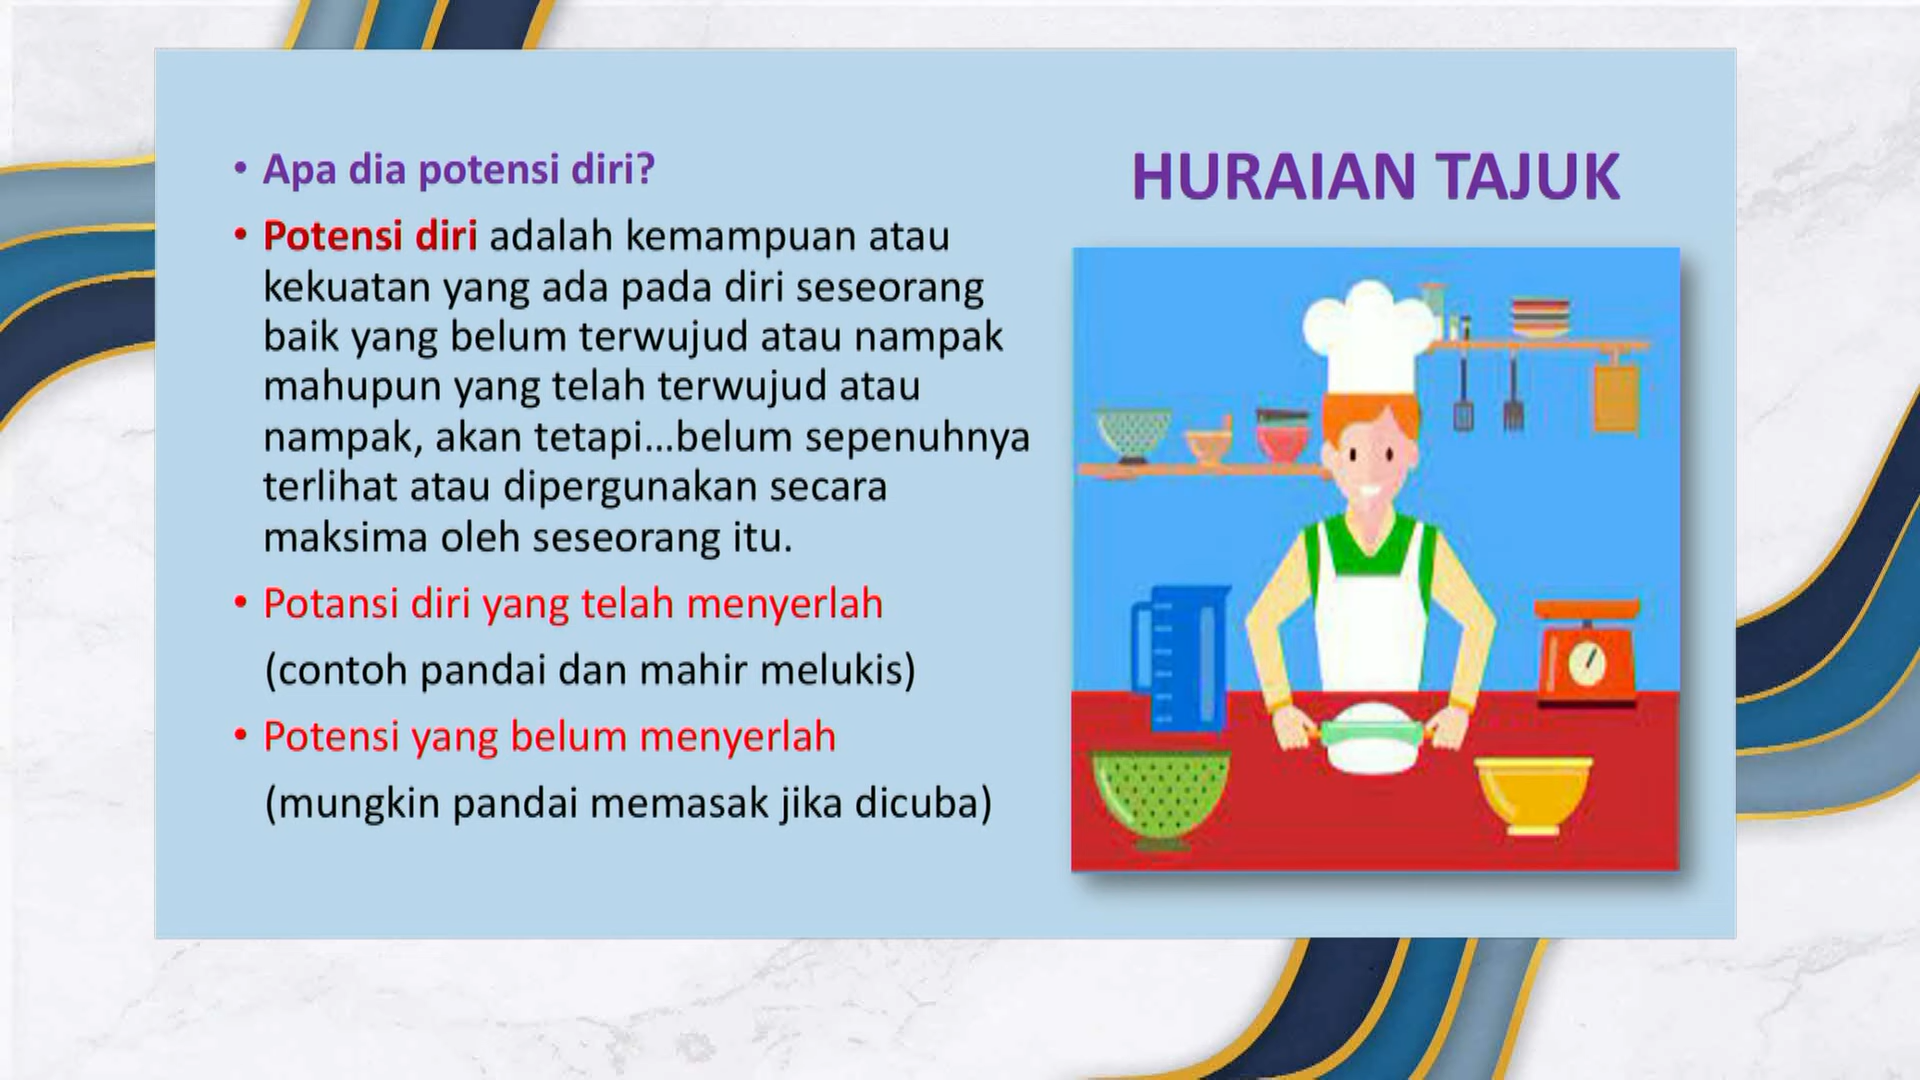 • Apa dia potensi diri?
• Potensi diri adalah kemampuan atau
kekuatan yang ada pada diri seseorang
baik yang belum terwujud atau nampak
mahupun yang telah terwujud atau
nampak, akan tetapi...belum sepenuhnya
terlihat atau dipergunakan secara
maksima oleh seseorang itu.
• Potansi diri yang telah menyerlah
(contoh pandai dan mahir melukis)
• Potensi yang belum menyerlah
(mungkin pandai memasak jika dicuba)
HURAIAN TAJUK